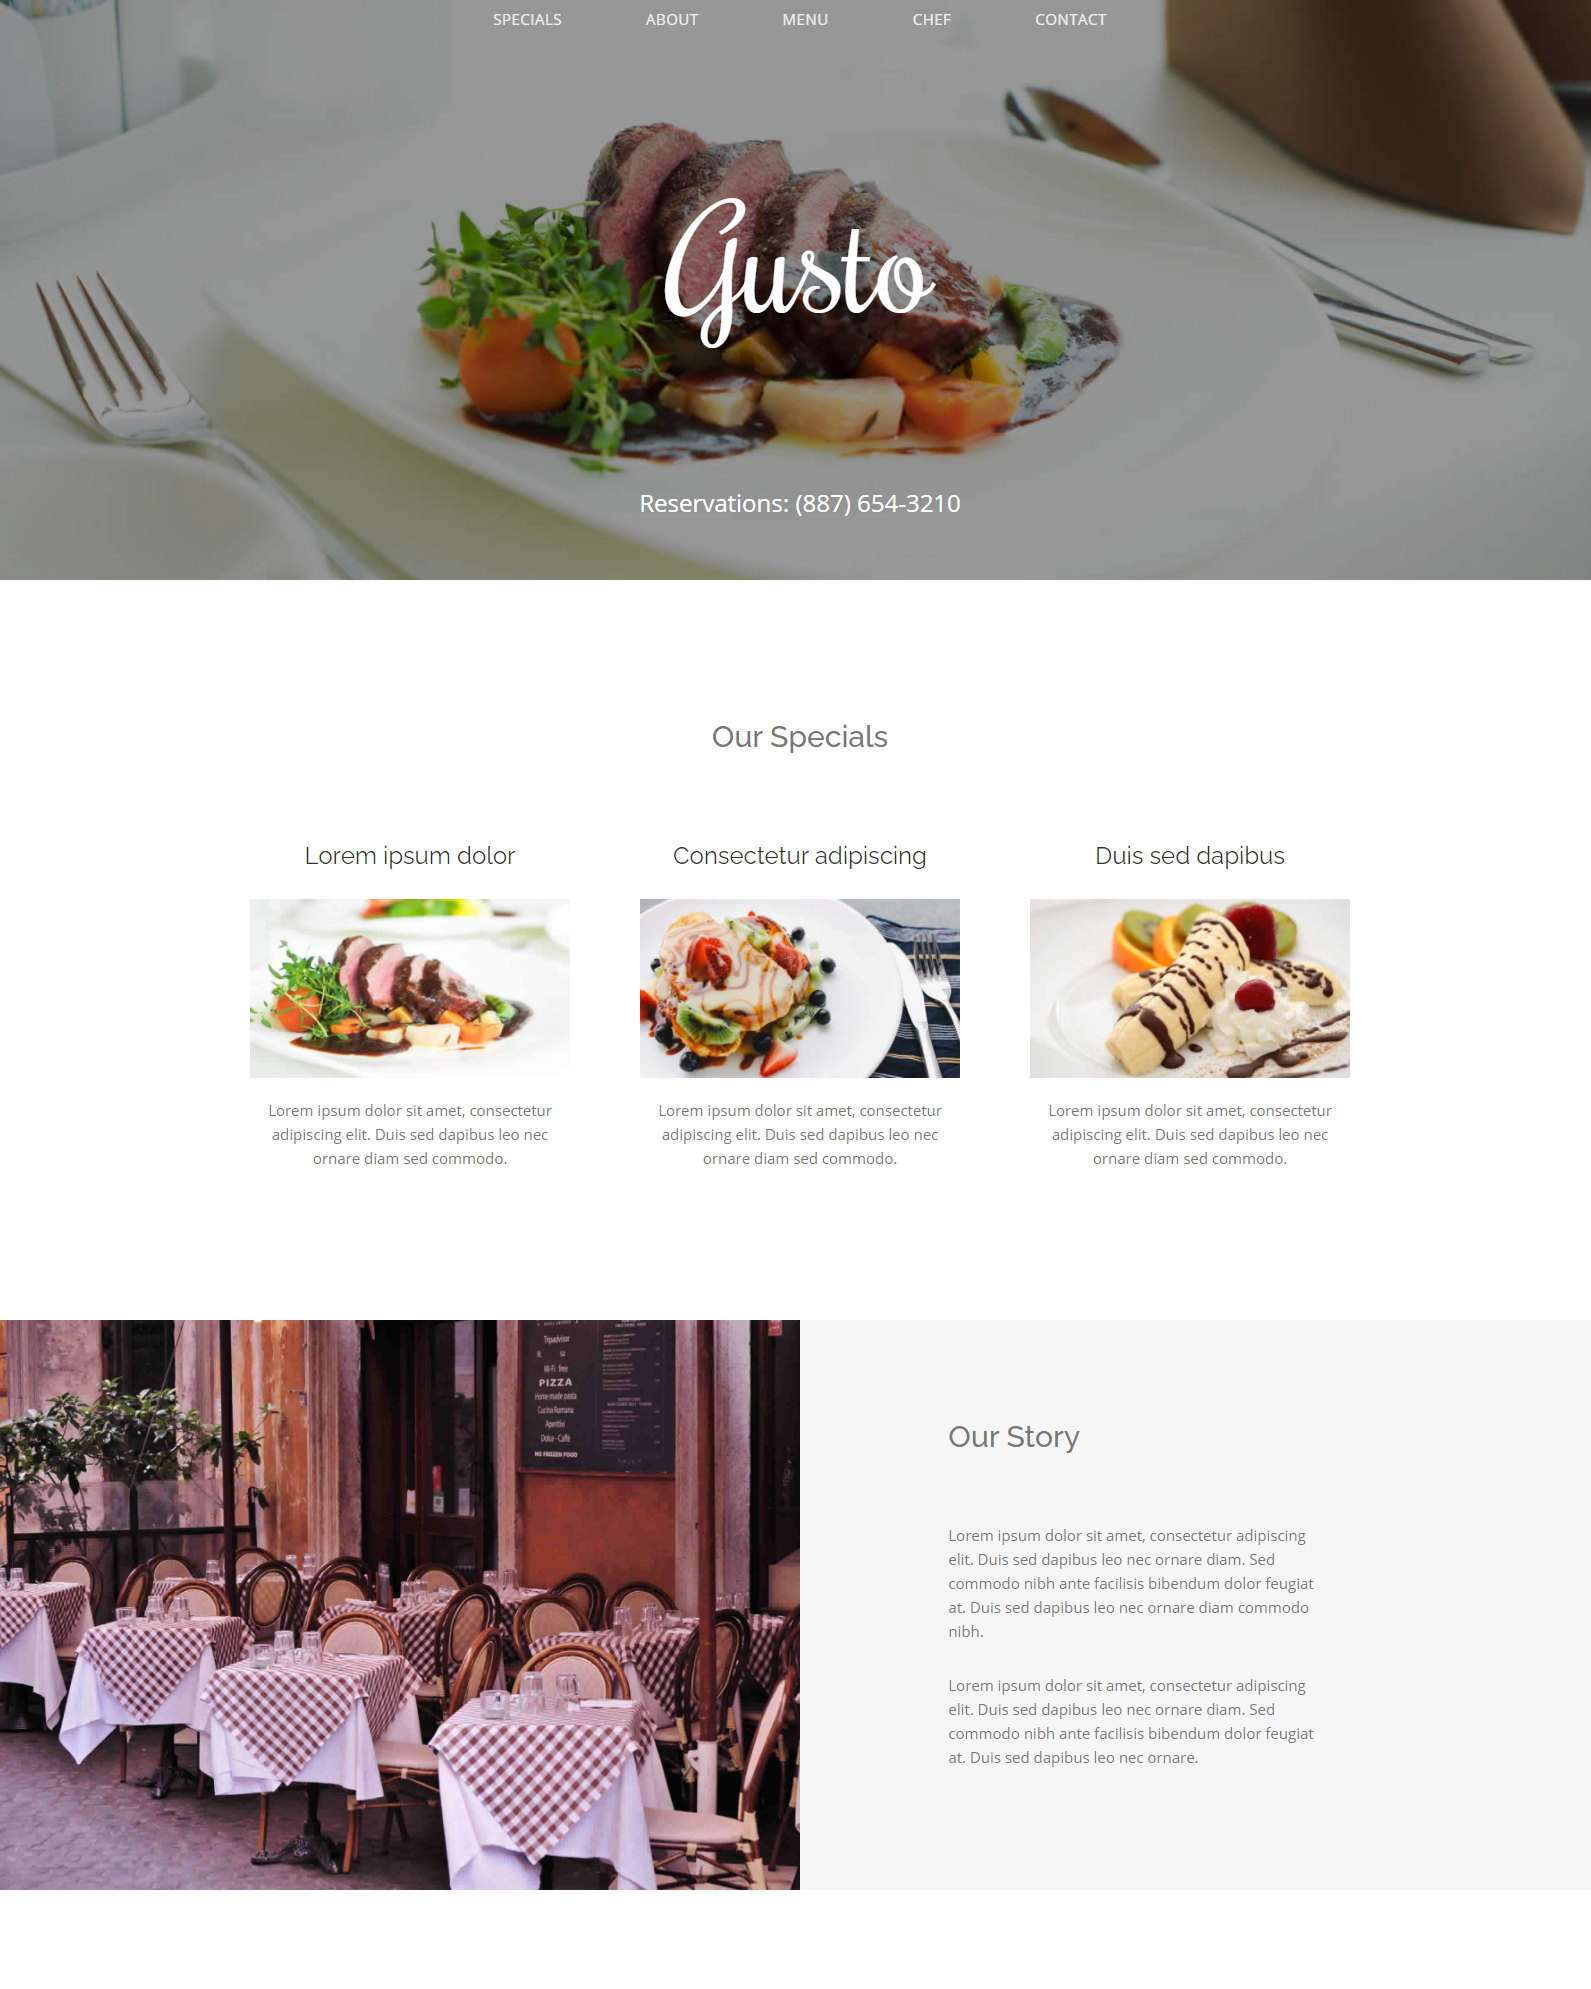 SPECIALS ABOUT MENU CHEF CONTACT
Gusto
Reservations: (887) 654-3210
Our Specials
Lorem ipsum dolor
Consectetur adipiscing
Duis sed dapibus
Lorem ipsum dolor sit amet, consectetur
adipiscing elit. Duis sed dapibus leo nec
ornare diam sed commodo.
Lorem ipsum dolor sit amet, consectetur
adipiscing elit. Duis sed dapibus leo nec
ornare diam sed commodo.
Lorem ipsum dolor sit amet, consectetur
adipiscing elit. Duis sed dapibus leo nec
ornare diam sed commodo.
Tripadvisor
Wi-Fi free
PIZZA
Home made pasta
Cucina Romana
Aperitivi
Dolce - Caffè
NO FROZEN FOOD
Our Story
Lorem ipsum dolor sit amet, consectetur adipiscing
elit. Duis sed dapibus leo nec ornare diam. Sed
commodo nibh ante facilisis bibendum dolor feugiat
at. Duis sed dapibus leo nec ornare diam commodo
nibh.
Lorem ipsum dolor sit amet, consectetur adipiscing
elit. Duis sed dapibus leo nec ornare diam. Sed
commodo nibh ante facilisis bibendum dolor feugiat
at. Duis sed dapibus leo nec ornare.